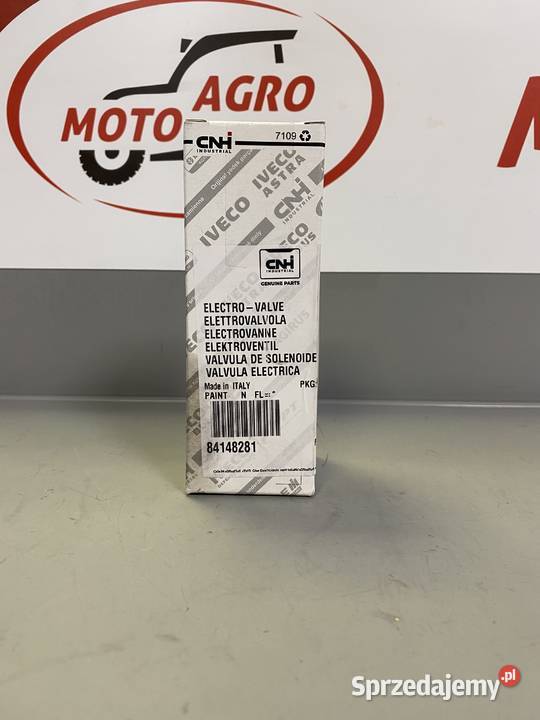 MOTO AGRO
M
CNH
INDUSTRIAL
7109
IVECO
IVECO
ASTRA
CNH
INDUSTRIAL
GENUINE PARTS
ELECTRO-VALVE
ELETTROVALVOLA
ELECTROVANNE
ELEKTROVENTIL
VALVULA DE SOLENOIDE
VALVULA ELECTRICA
Made in ITALY
PKG:
PAINT N FL=*
84148281
Sprzedajemy.pl